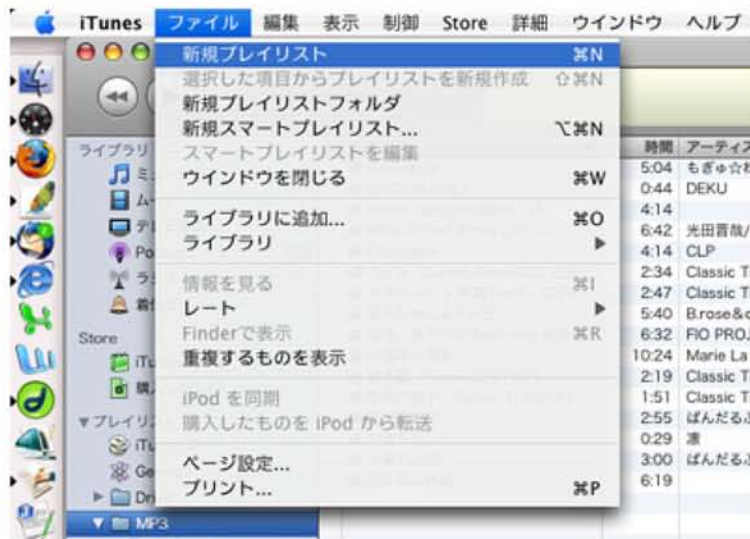 iTunes ファイル 編集 表示 制御 Store 詳細 ウインドウ ヘルプ
新規プレイリスト ⌘N
選択した項目からプレイリストを新規作成 ⇧⌘N
新規プレイリストフォルダ
新規スマートプレイリスト... ⌥⌘N
スマートプレイリストを編集
ウインドウを閉じる ⌘W
ライブラリに追加... ⌘O
ライブラリ ▶
情報を見る ⌘I
レート ▶
Finderで表示 ⌘R
重複するものを表示
iPod を同期
購入したものを iPod から転送
ページ設定...
プリント... ⌘P
ライブラリ
Store
▼プレイリ
▶ Dr
▼ MP3
時間 アーティス
5:04
0:44 DEKU
4:14
6:42 光田晋哉/
4:14 CLP
2:34 Classic T
2:47 Classic T
5:40 B.rose&c
6:32 FIO PROJ
10:24 Marie La
2:19 Classic T
1:51 Classic T
2:55 ぱんだる
0:29 凛
3:00 ぱんだる
6:19